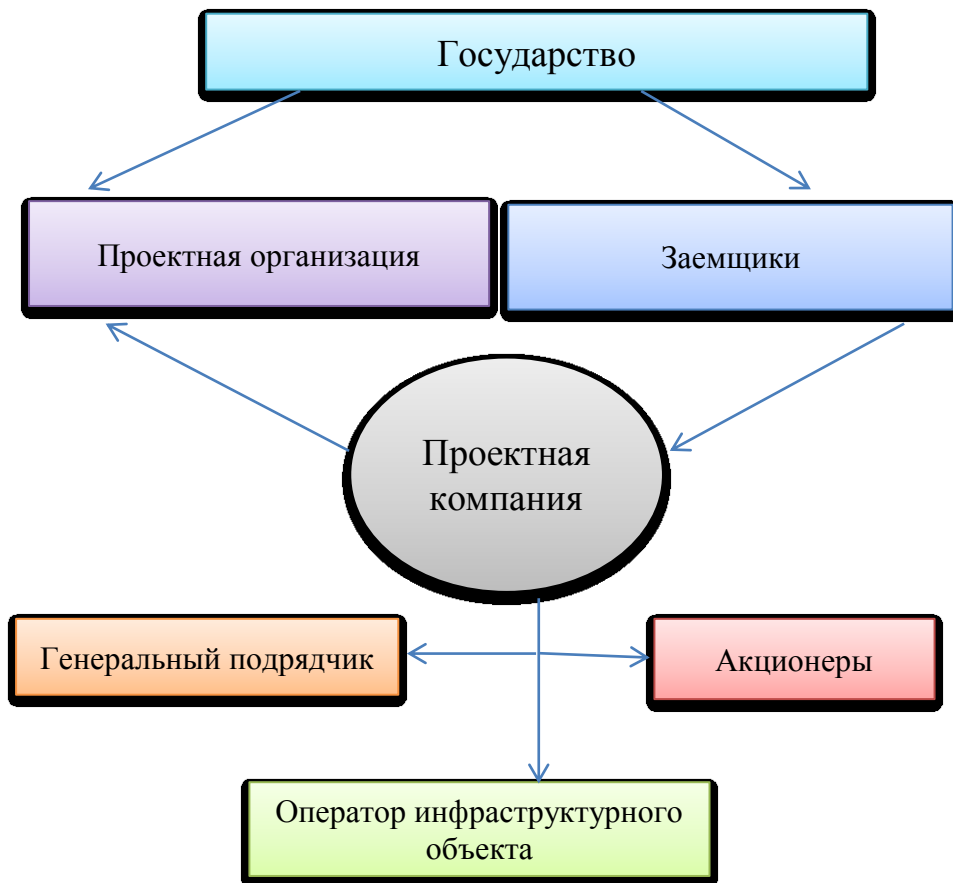 Государство
Проектная организация
Заемщики
Проектная
компания
Генеральный подрядчик
Акционеры
Оператор инфраструктурного
объекта